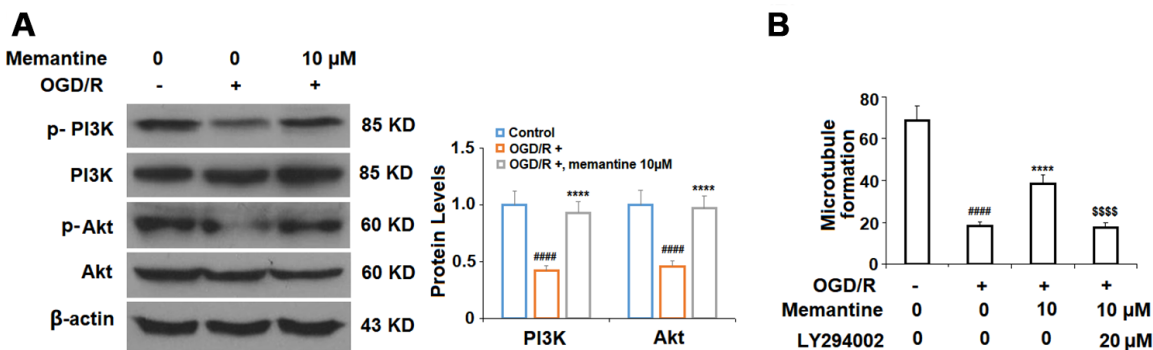 A
Memantine 0 0 10 µM
OGD/R - + +
p- PI3K 85 KD
PI3K 85 KD
p-Akt 60 KD
Akt 60 KD
β-actin 43 KD
Control
OGD/R +
OGD/R +, memantine 10µM
Protein Levels
1.5
1.0
0.5
0
#### **** #### ****
PI3K Akt
B
Microtubule
formation
80
60
40
20
0
#### **** $$$$
OGD/R - + + +
Memantine 0 0 10 10 µM
LY294002 0 0 0 20 µM